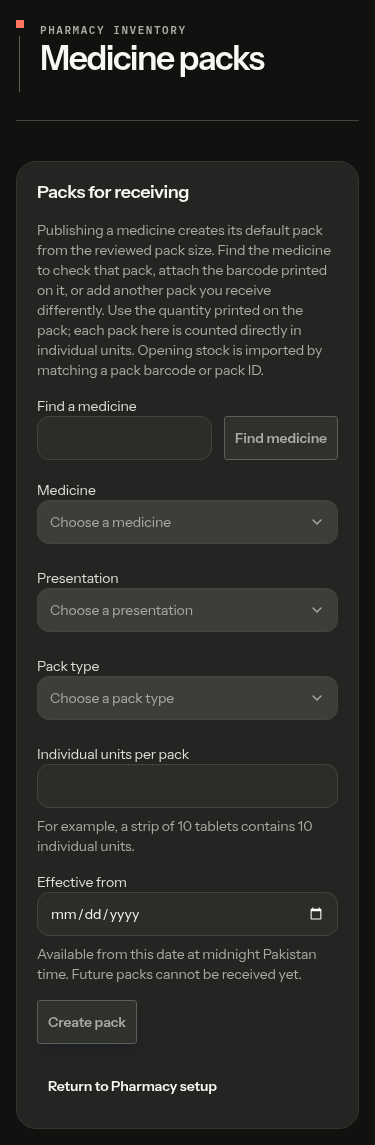 PHARMACY INVENTORY
Medicine packs
Packs for receiving
Publishing a medicine creates its default pack
from the reviewed pack size. Find the medicine
to check that pack, attach the barcode printed
on it, or add another pack you receive
differently. Use the quantity printed on the
pack; each pack here is counted directly in
individual units. Opening stock is imported by
matching a pack barcode or pack ID.
Find a medicine
Find medicine
Medicine
Choose a medicine
Presentation
Choose a presentation
Pack type
Choose a pack type
Individual units per pack
For example, a strip of 10 tablets contains 10
individual units.
Effective from
mm/dd/yyyy
Available from this date at midnight Pakistan
time. Future packs cannot be received yet.
Create pack
Return to Pharmacy setup